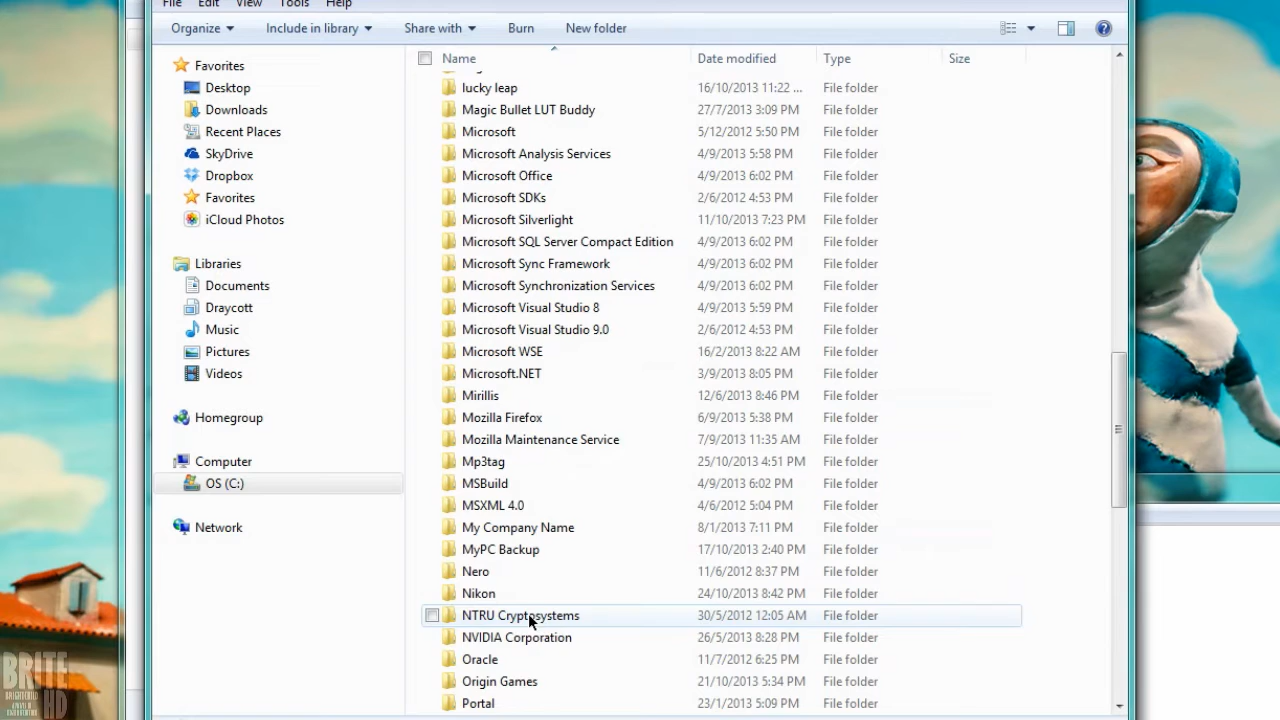 File Edit View Tools Help
Organize Include in library Share with Burn New folder
Name Date modified Type Size
Favorites
Desktop
Downloads
Recent Places
SkyDrive
Dropbox
Favorites
iCloud Photos
Libraries
Documents
Draycott
Music
Pictures
Videos
Homegroup
Computer
OS (C:)
Network
lucky leap 16/10/2013 11:22 ... File folder
Magic Bullet LUT Buddy 27/7/2013 3:09 PM File folder
Microsoft 5/12/2012 5:50 PM File folder
Microsoft Analysis Services 4/9/2013 5:58 PM File folder
Microsoft Office 4/9/2013 6:02 PM File folder
Microsoft SDKs 2/6/2012 4:53 PM File folder
Microsoft Silverlight 11/10/2013 7:23 PM File folder
Microsoft SQL Server Compact Edition 4/9/2013 6:02 PM File folder
Microsoft Sync Framework 4/9/2013 6:02 PM File folder
Microsoft Synchronization Services 4/9/2013 6:02 PM File folder
Microsoft Visual Studio 8 4/9/2013 5:59 PM File folder
Microsoft Visual Studio 9.0 2/6/2012 4:53 PM File folder
Microsoft WSE 16/2/2013 8:22 AM File folder
Microsoft.NET 3/9/2013 8:05 PM File folder
Mirillis 12/6/2013 8:46 PM File folder
Mozilla Firefox 6/9/2013 5:38 PM File folder
Mozilla Maintenance Service 7/9/2013 11:35 AM File folder
Mp3tag 25/10/2013 4:51 PM File folder
MSBuild 4/9/2013 6:02 PM File folder
MSXML 4.0 4/6/2012 5:04 PM File folder
My Company Name 8/1/2013 7:11 PM File folder
MyPC Backup 17/10/2013 2:40 PM File folder
Nero 11/6/2012 8:37 PM File folder
Nikon 24/10/2013 8:42 PM File folder
NTRU Cryptosystems 30/5/2012 12:05 AM File folder
NVIDIA Corporation 26/5/2013 8:28 PM File folder
Oracle 11/7/2012 6:25 PM File folder
Origin Games 21/10/2013 5:34 PM File folder
Portal 23/1/2013 5:09 PM File folder
BRITE
HD